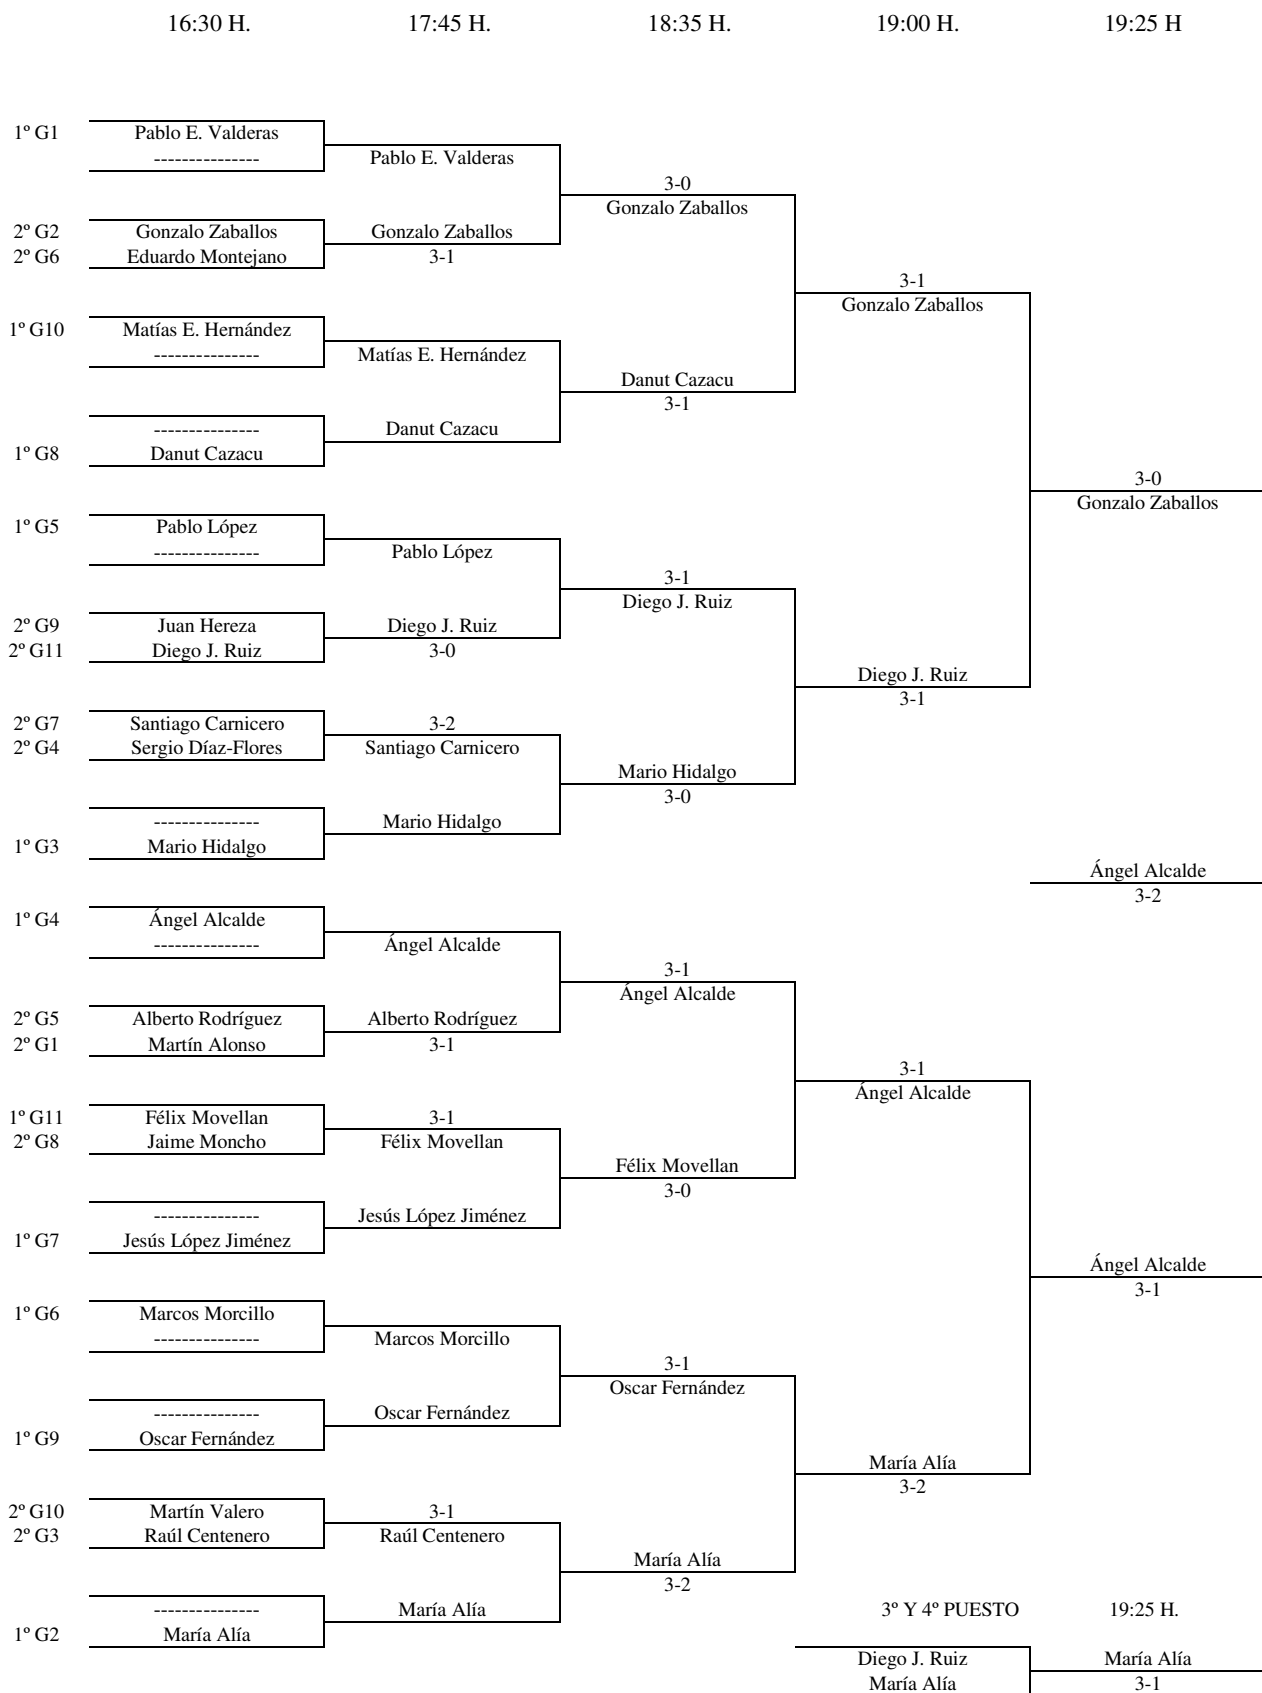 16:30 H. 17:45 H. 18:35 H. 19:00 H. 19:25 H
1º G1 Pablo E. Valderas
--------------- Pablo E. Valderas
3-0
Gonzalo Zaballos
2º G2 Gonzalo Zaballos Gonzalo Zaballos
2º G6 Eduardo Montejano 3-1
3-1
Gonzalo Zaballos
1º G10 Matías E. Hernández
--------------- Matías E. Hernández
Danut Cazacu
3-1
--------------- Danut Cazacu
1º G8 Danut Cazacu
3-0
Gonzalo Zaballos
1º G5 Pablo López
--------------- Pablo López
3-1
Diego J. Ruiz
2º G9 Juan Hereza Diego J. Ruiz
2º G11 Diego J. Ruiz 3-0
Diego J. Ruiz
3-1
2º G7 Santiago Carnicero 3-2
2º G4 Sergio Díaz-Flores Santiago Carnicero
Mario Hidalgo
3-0
--------------- Mario Hidalgo
1º G3 Mario Hidalgo
Ángel Alcalde
3-2
1º G4 Ángel Alcalde
--------------- Ángel Alcalde
3-1
Ángel Alcalde
2º G5 Alberto Rodríguez Alberto Rodríguez
2º G1 Martín Alonso 3-1
3-1
Ángel Alcalde
1º G11 Félix Movellan 3-1
2º G8 Jaime Moncho Félix Movellan
Félix Movellan
3-0
--------------- Jesús López Jiménez
1º G7 Jesús López Jiménez
Ángel Alcalde
3-1
1º G6 Marcos Morcillo
--------------- Marcos Morcillo
3-1
Oscar Fernández
--------------- Oscar Fernández
1º G9 Oscar Fernández
María Alía
3-2
2º G10 Martín Valero 3-1
2º G3 Raúl Centenero Raúl Centenero
María Alía
3-2
--------------- María Alía 3º Y 4º PUESTO 19:25 H.
1º G2 María Alía
Diego J. Ruiz María Alía
María Alía 3-1